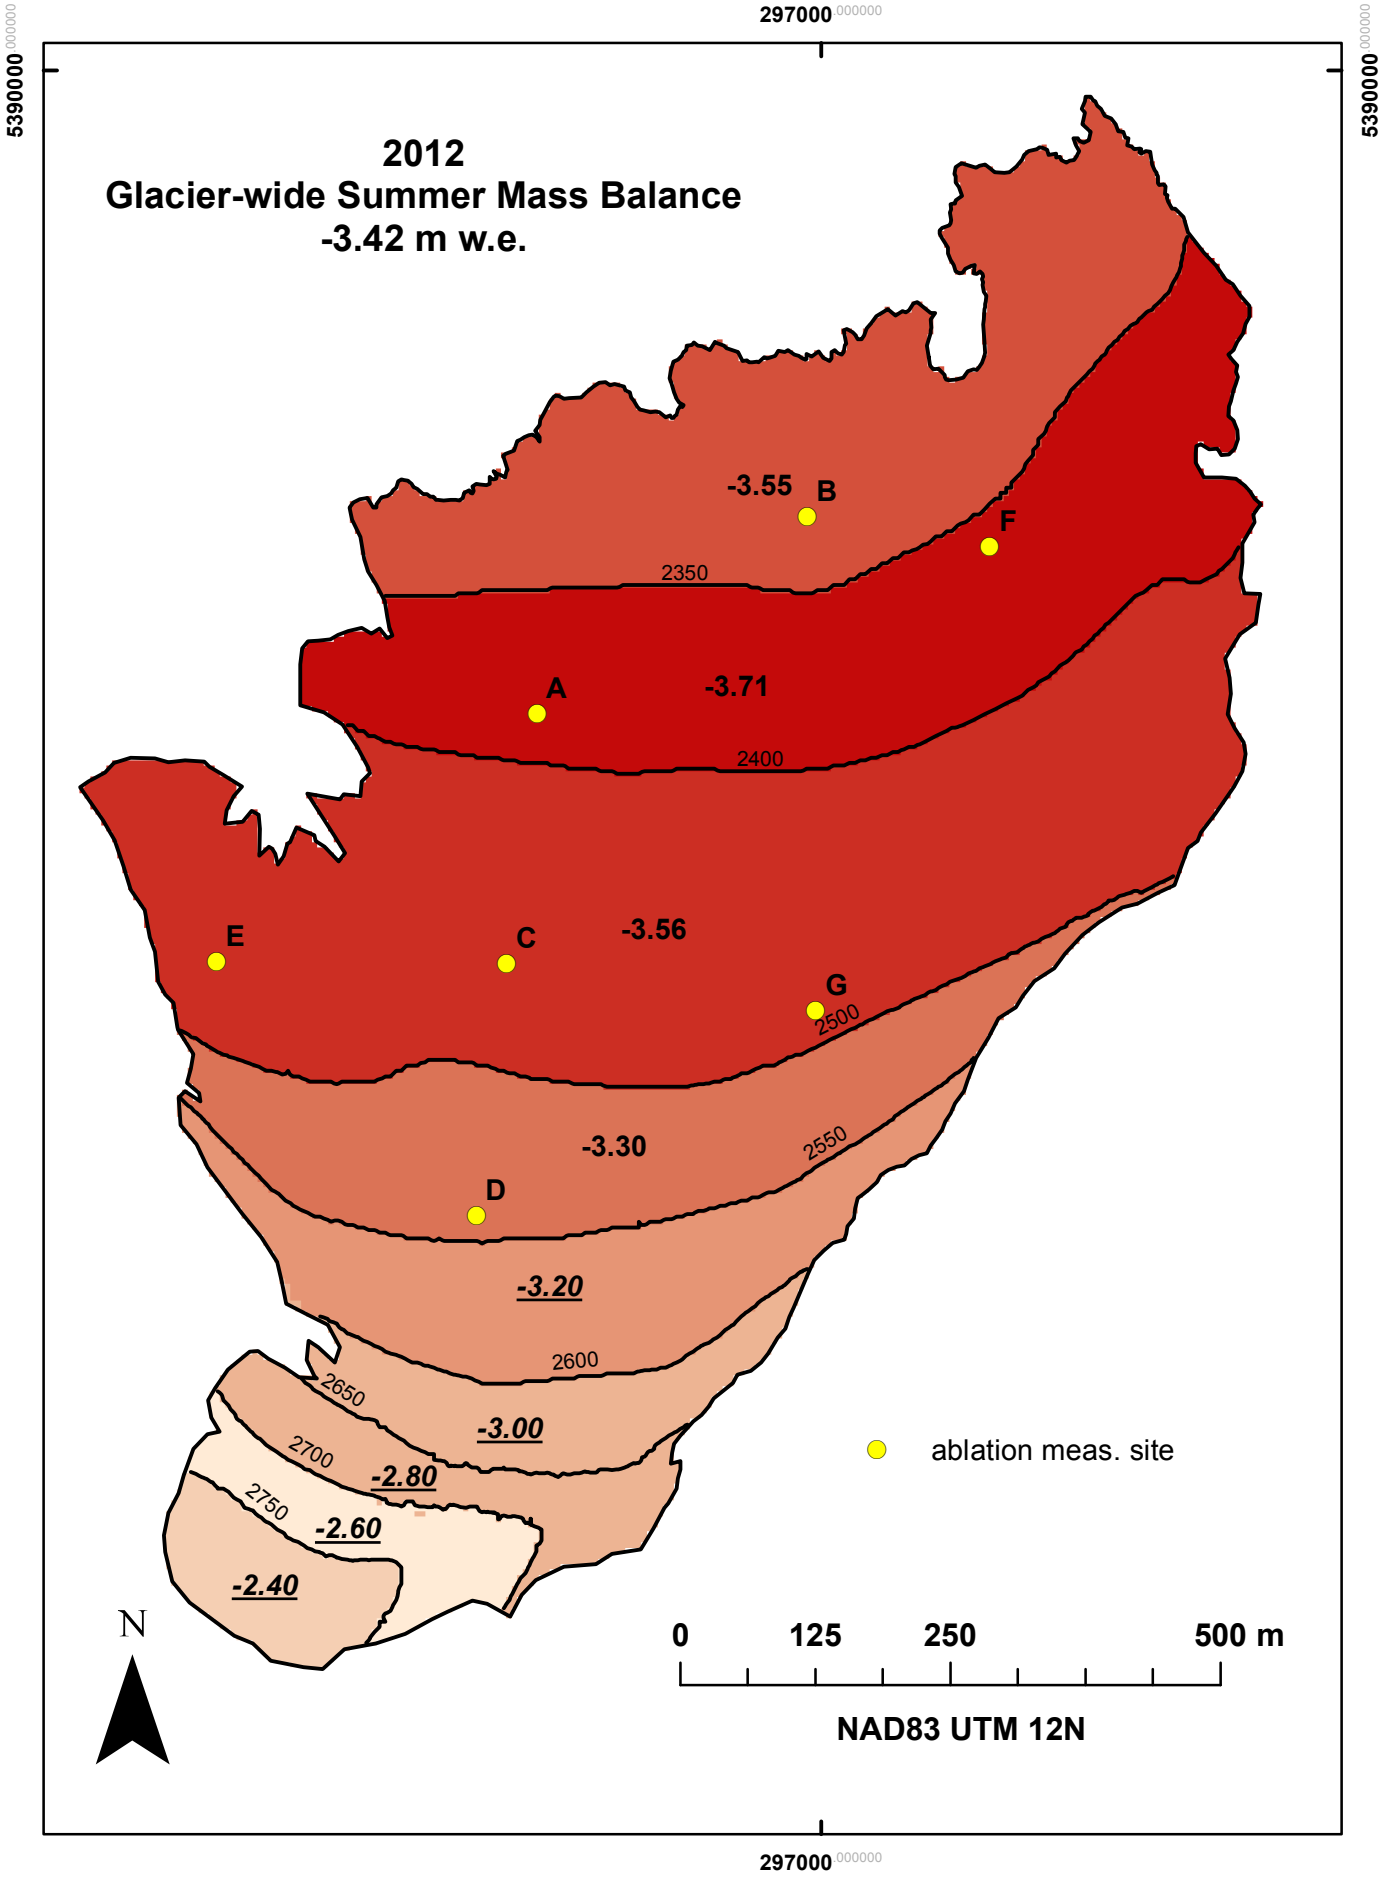 297000.000000
5390000.000000
5390000.000000
2012
Glacier-wide Summer Mass Balance
-3.42 m w.e.
-3.55
B
F
2350
-3.71
A
2400
-3.56
E
C
G
2500
-3.30
2550
D
-3.20
2600
2650
-3.00
2700
-2.80
2750
-2.60
-2.40
ablation meas. site
N
0 125 250 500 m
NAD83 UTM 12N
297000.000000